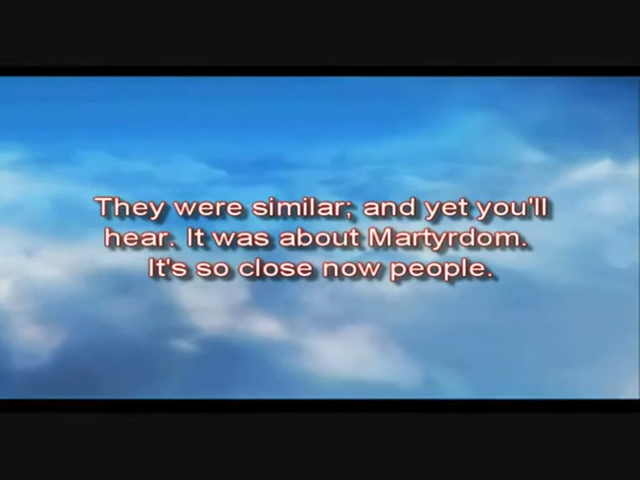 They were similar; and yet you'll
hear. It was about Martyrdom.
It's so close now people.